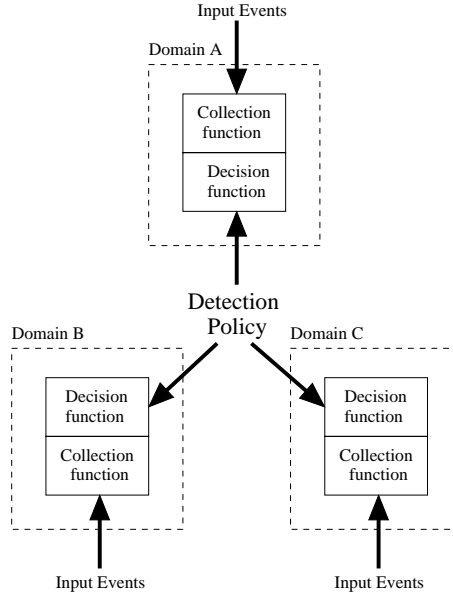 Input Events
Domain A
Collection
function
Decision
function
Detection
Policy
Domain B
Domain C
Decision
function
Collection
function
Decision
function
Collection
function
Input Events
Input Events